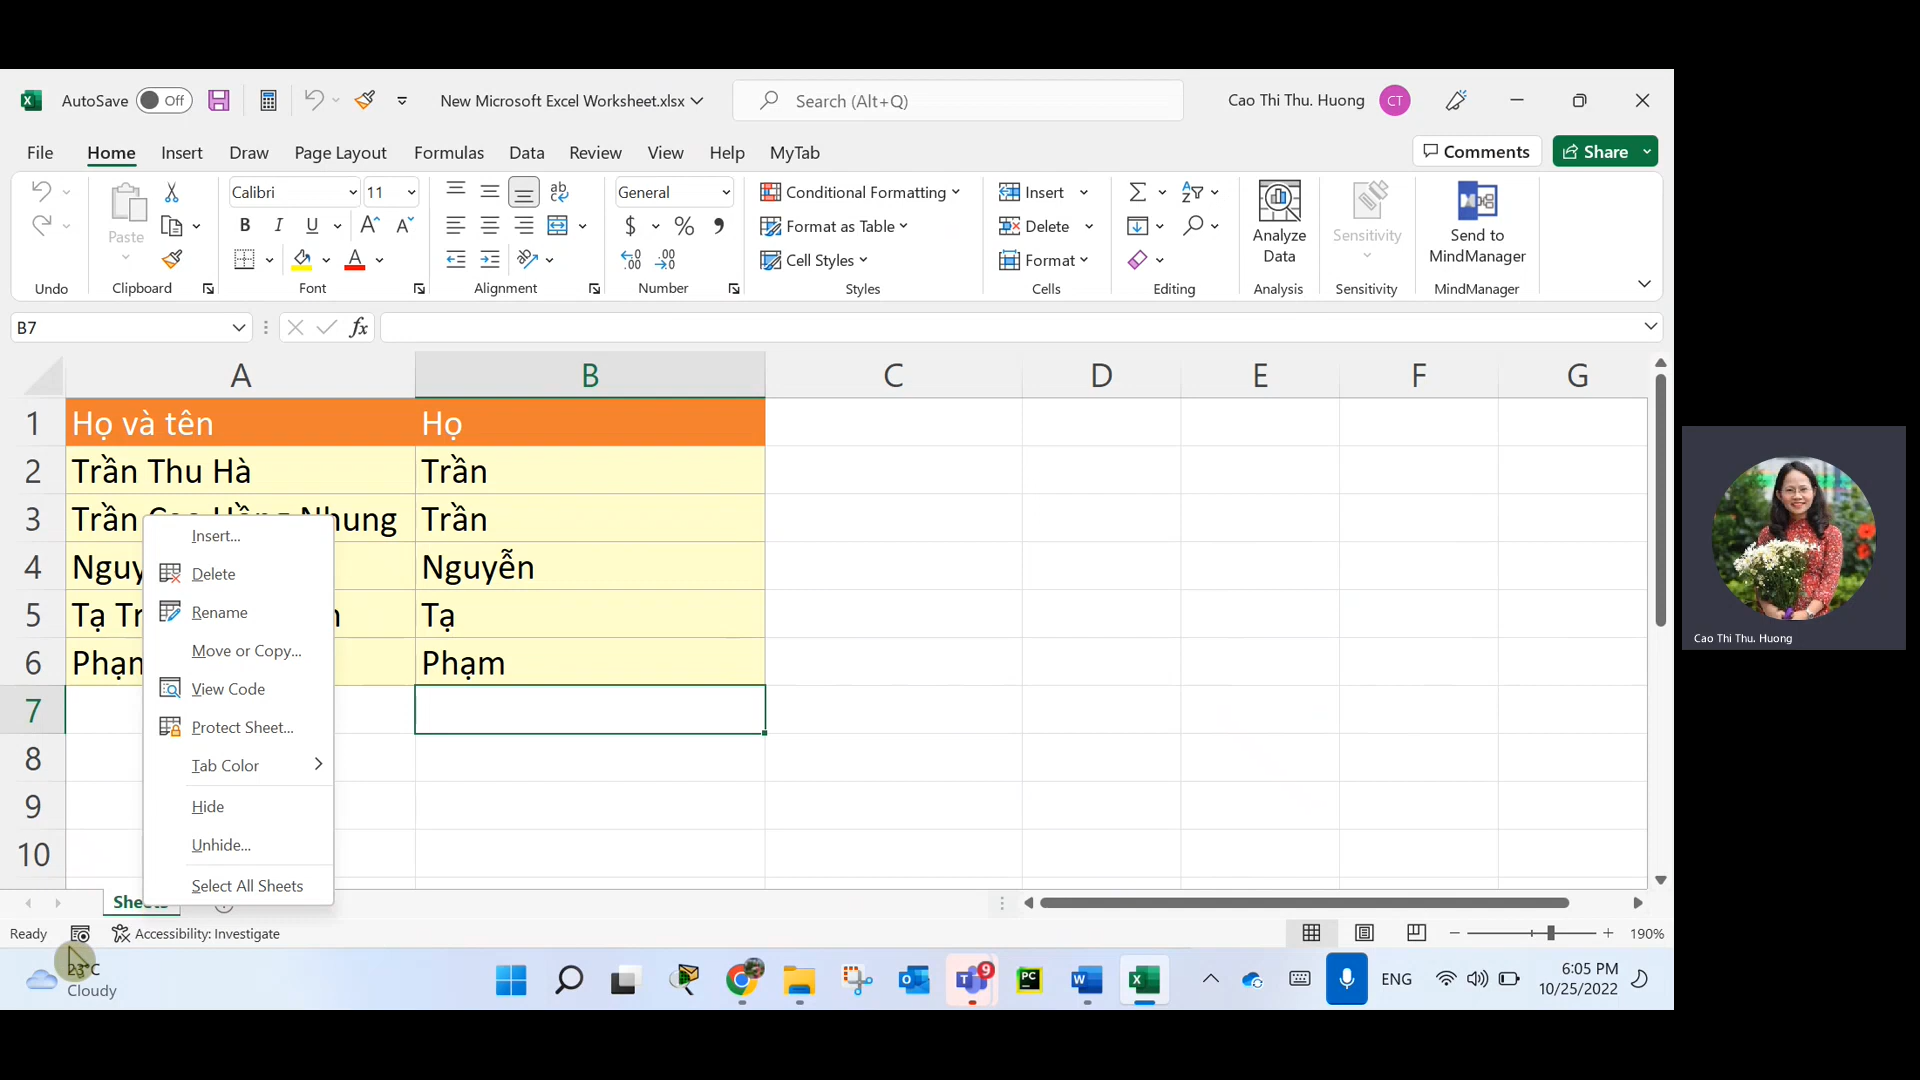 AutoSave Off New Microsoft Excel Worksheet.xlsx Search (Alt+Q) Cao Thi Thu. Huong CT
File Home Insert Draw Page Layout Formulas Data Review View Help MyTab Comments Share
Calibri 11 General Conditional Formatting Insert
Paste Format as Table Delete Analyze Data Sensitivity Send to MindManager
Cell Styles Format
Undo Clipboard Font Alignment Number Styles Cells Editing Analysis Sensitivity MindManager
B7 fx
A B C D E F G
1 Họ và tên Họ
2 Trần Thu Hà Trần
3 Trần Trần
4 Nguyễn
5 Tạ Tạ
6 Phạm
7
8
9
10
Insert...
Delete
Rename
Move or Copy...
View Code
Protect Sheet...
Tab Color
Hide
Unhide...
Select All Sheets
Ready Accessibility: Investigate 190%
23°C
Cloudy
9
PC
ENG
6:05 PM
10/25/2022
Cao Thi Thu. Huong